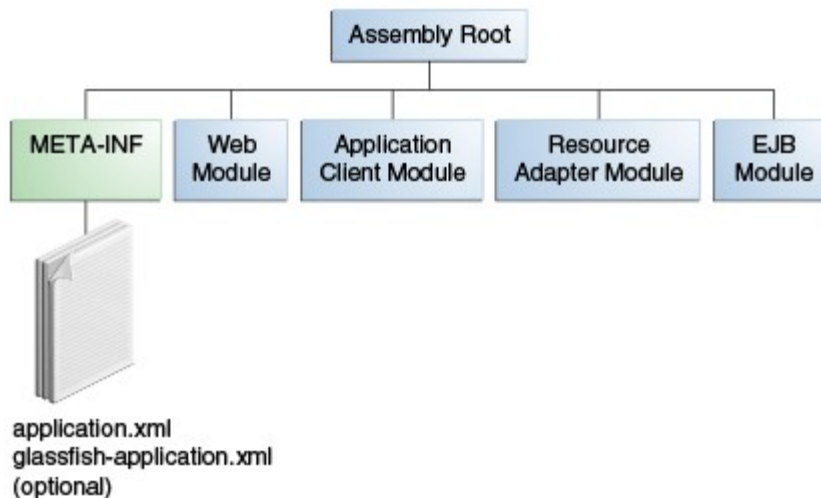 Assembly Root
META-INF
Web
Module
Application
Client Module
Resource
Adapter Module
EJB
Module
application.xml
glassfish-application.xml
(optional)